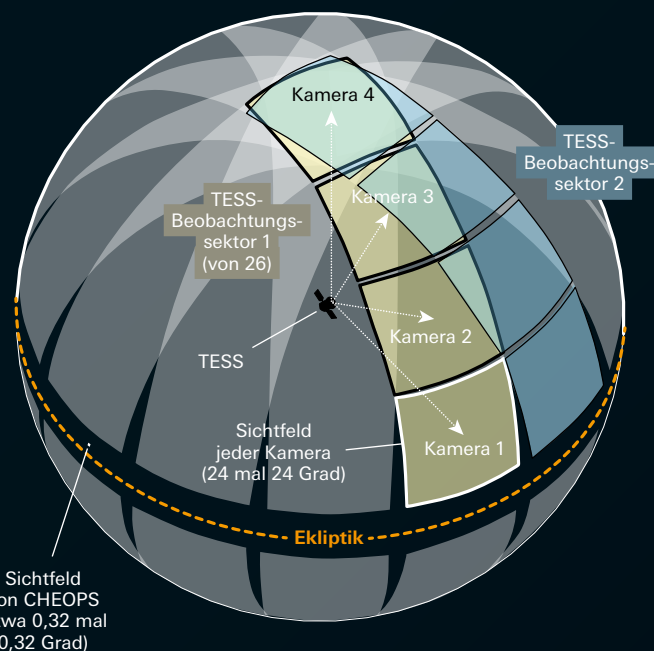 Kamera 4
TESS-
Beobachtungs-
sektor 2
Kamera 3
TESS-
Beobachtungs-
sektor 1
(von 26)
Kamera 2
TESS
Sichtfeld
jeder Kamera
(24 mal 24 Grad)
Kamera 1
Ekliptik
Sichtfeld
on CHEOPS
twa 0,32 mal
0,32 Grad)